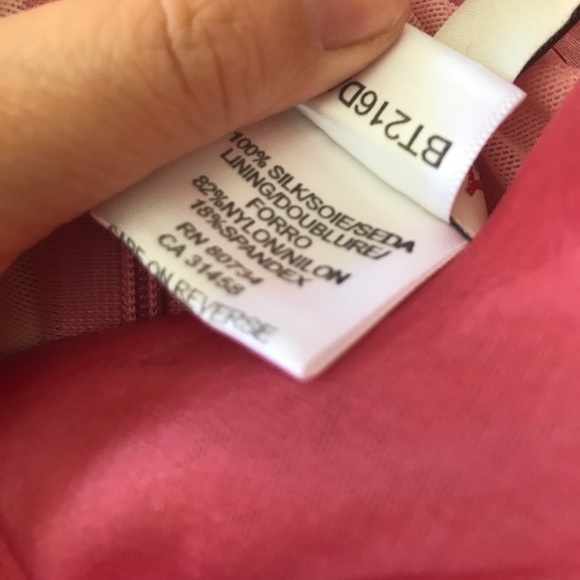 BT216D
100% SILK/SOIE/SEDA
LINING/DOUBLURE/
FORRO
82%NYLON/NILON
18%SPANDEX
RN 80734
CA 31458
CARE ON REVERSE